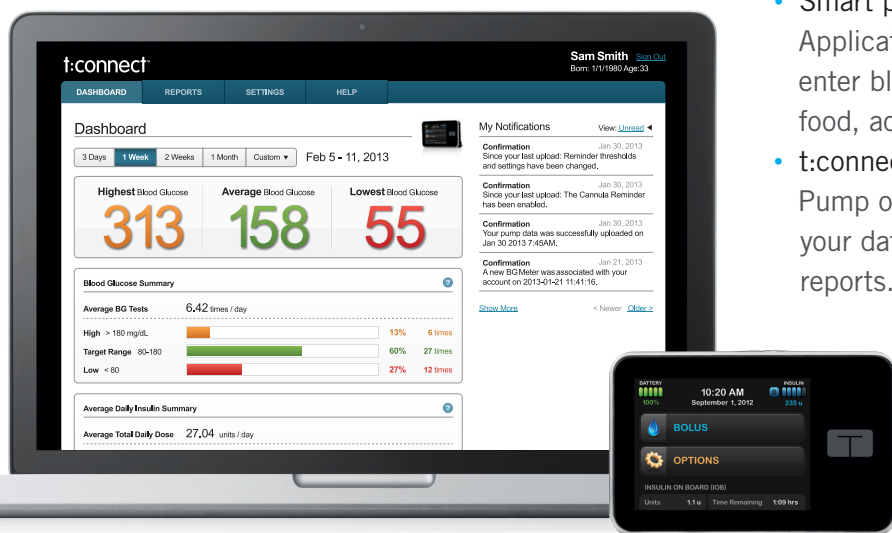 t:connect™
Sam Smith Sign Out
Born: 1/1/1980 Age:33
DASHBOARD REPORTS SETTINGS HELP
Dashboard
3 Days 1 Week 2 Weeks 1 Month Custom ▾ Feb 5 - 11, 2013
Highest Blood Glucose Average Blood Glucose Lowest Blood Glucose
313 158 55
Blood Glucose Summary ?
Average BG Tests 6.42 times / day
High > 180 mg/dL 13% 6 times
Target Range 80-180 60% 27 times
Low < 80 27% 12 times
Average Daily Insulin Summary ?
Average Total Daily Dose 27.04 units / day
My Notifications View: Unread ◀
Confirmation Jan 30, 2013
Since your last upload: Reminder thresholds
and settings have been changed.
Confirmation Jan 30, 2013
Since your last upload: The Cannula Reminder
has been enabled.
Confirmation Jan 30, 2013
Your pump data was successfully uploaded on
Jan 30 2013 7:45AM.
Confirmation Jan 21, 2013
A new BG Meter was associated with your
account on 2013-01-21 11:41:16.
Show More < Newer Older >
• Smart p
Applicat
enter bl
food, ac
• t:connec
Pump o
your dat
reports.
BATTERY 10:20 AM INSULIN
100% September 1, 2012 235 u
BOLUS
OPTIONS
INSULIN ON BOARD (IOB)
Units 1.1 u Time Remaining 1:09 hrs